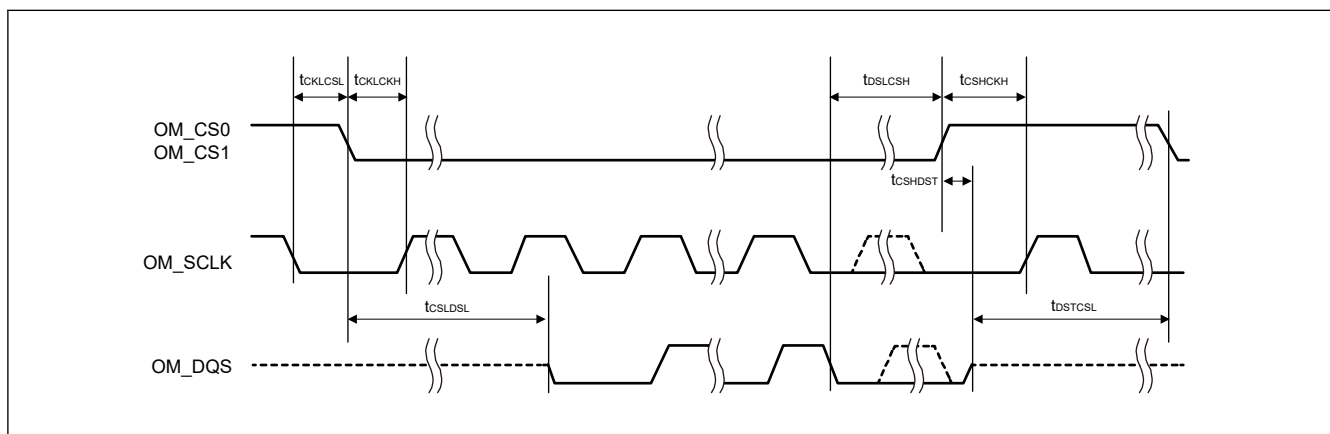 tCKLCSL tCKLCKH tDSLCSH tCSHCKH
OM_CS0
OM_CS1
tCSHDST
OM_SCLK
tCSLDSL tDSTCSL
OM_DQS